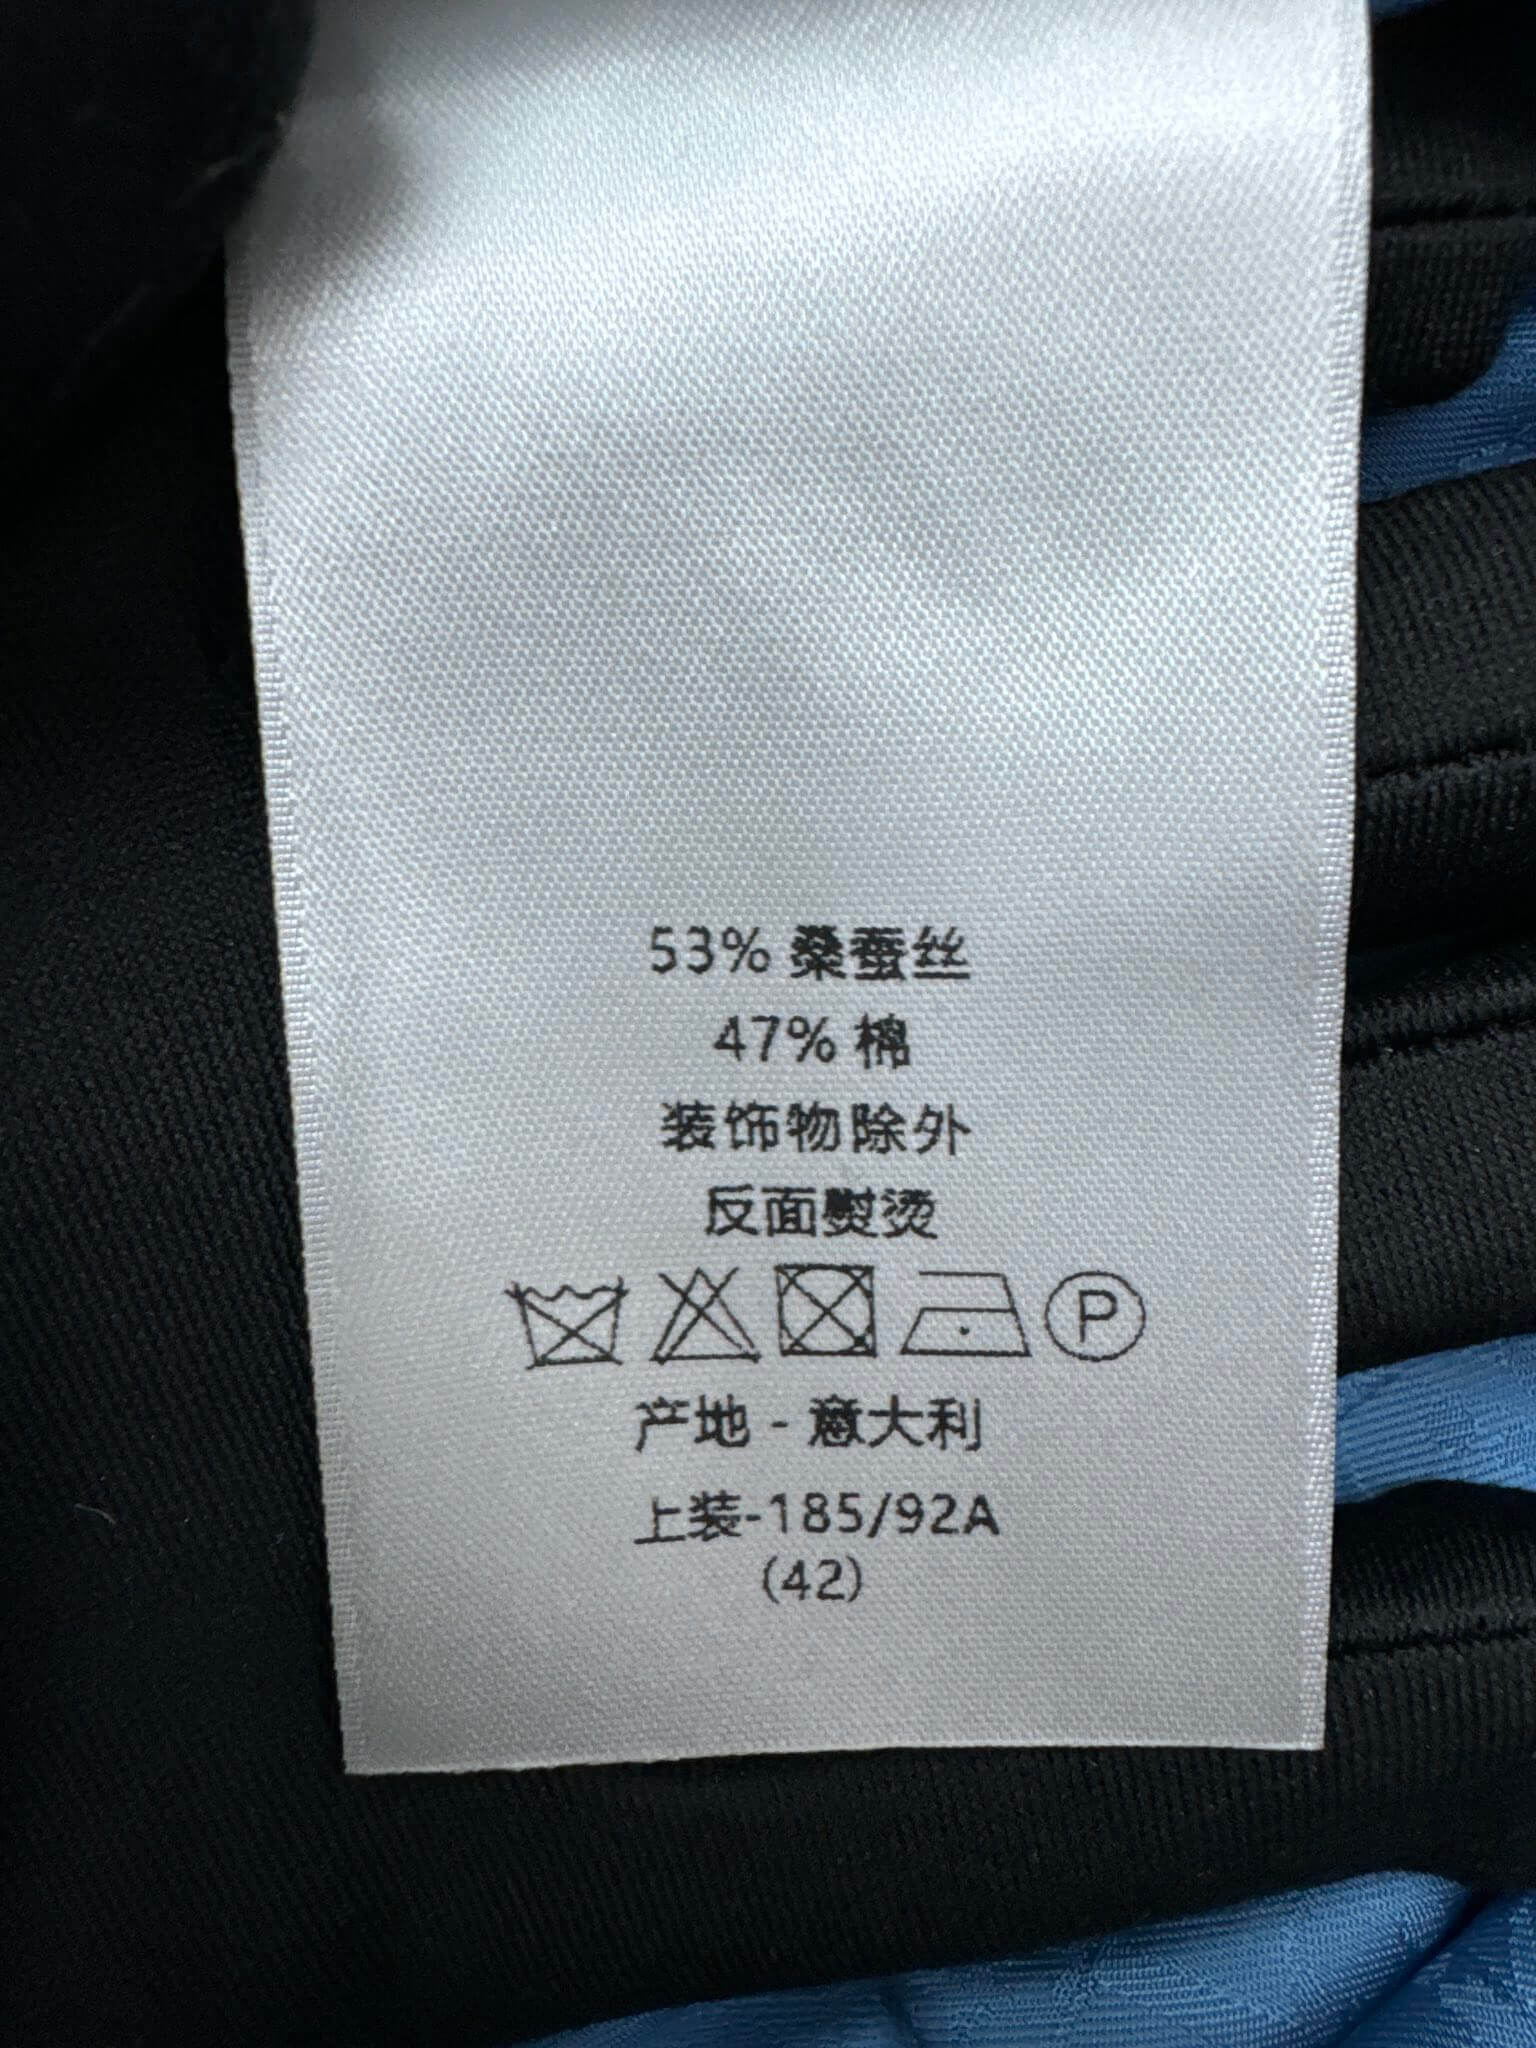 53% 桑蚕丝
47% 棉
装饰物除外
反面熨烫
P
产地 - 意大利
上装-185/92A
(42)